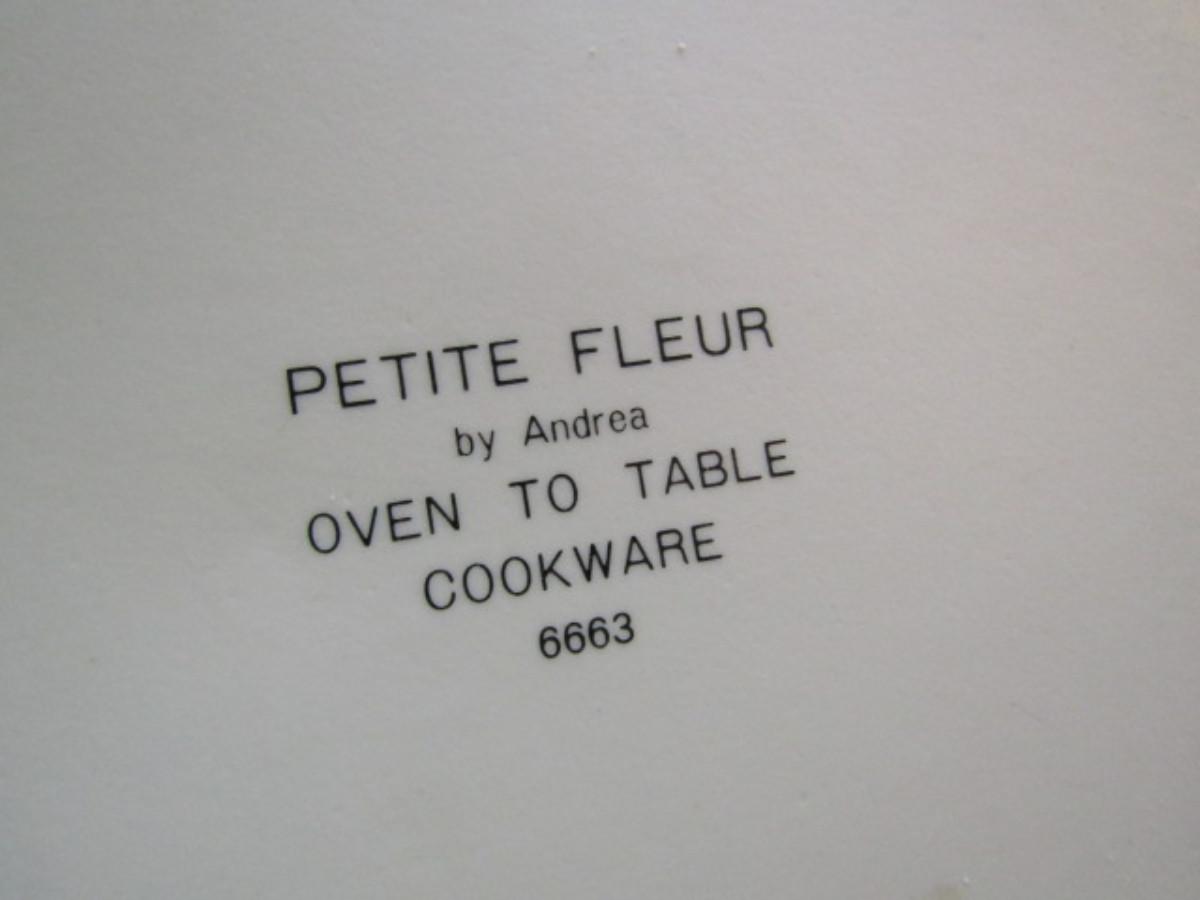 PETITE FLEUR
by Andrea
OVEN TO TABLE
COOKWARE
6663